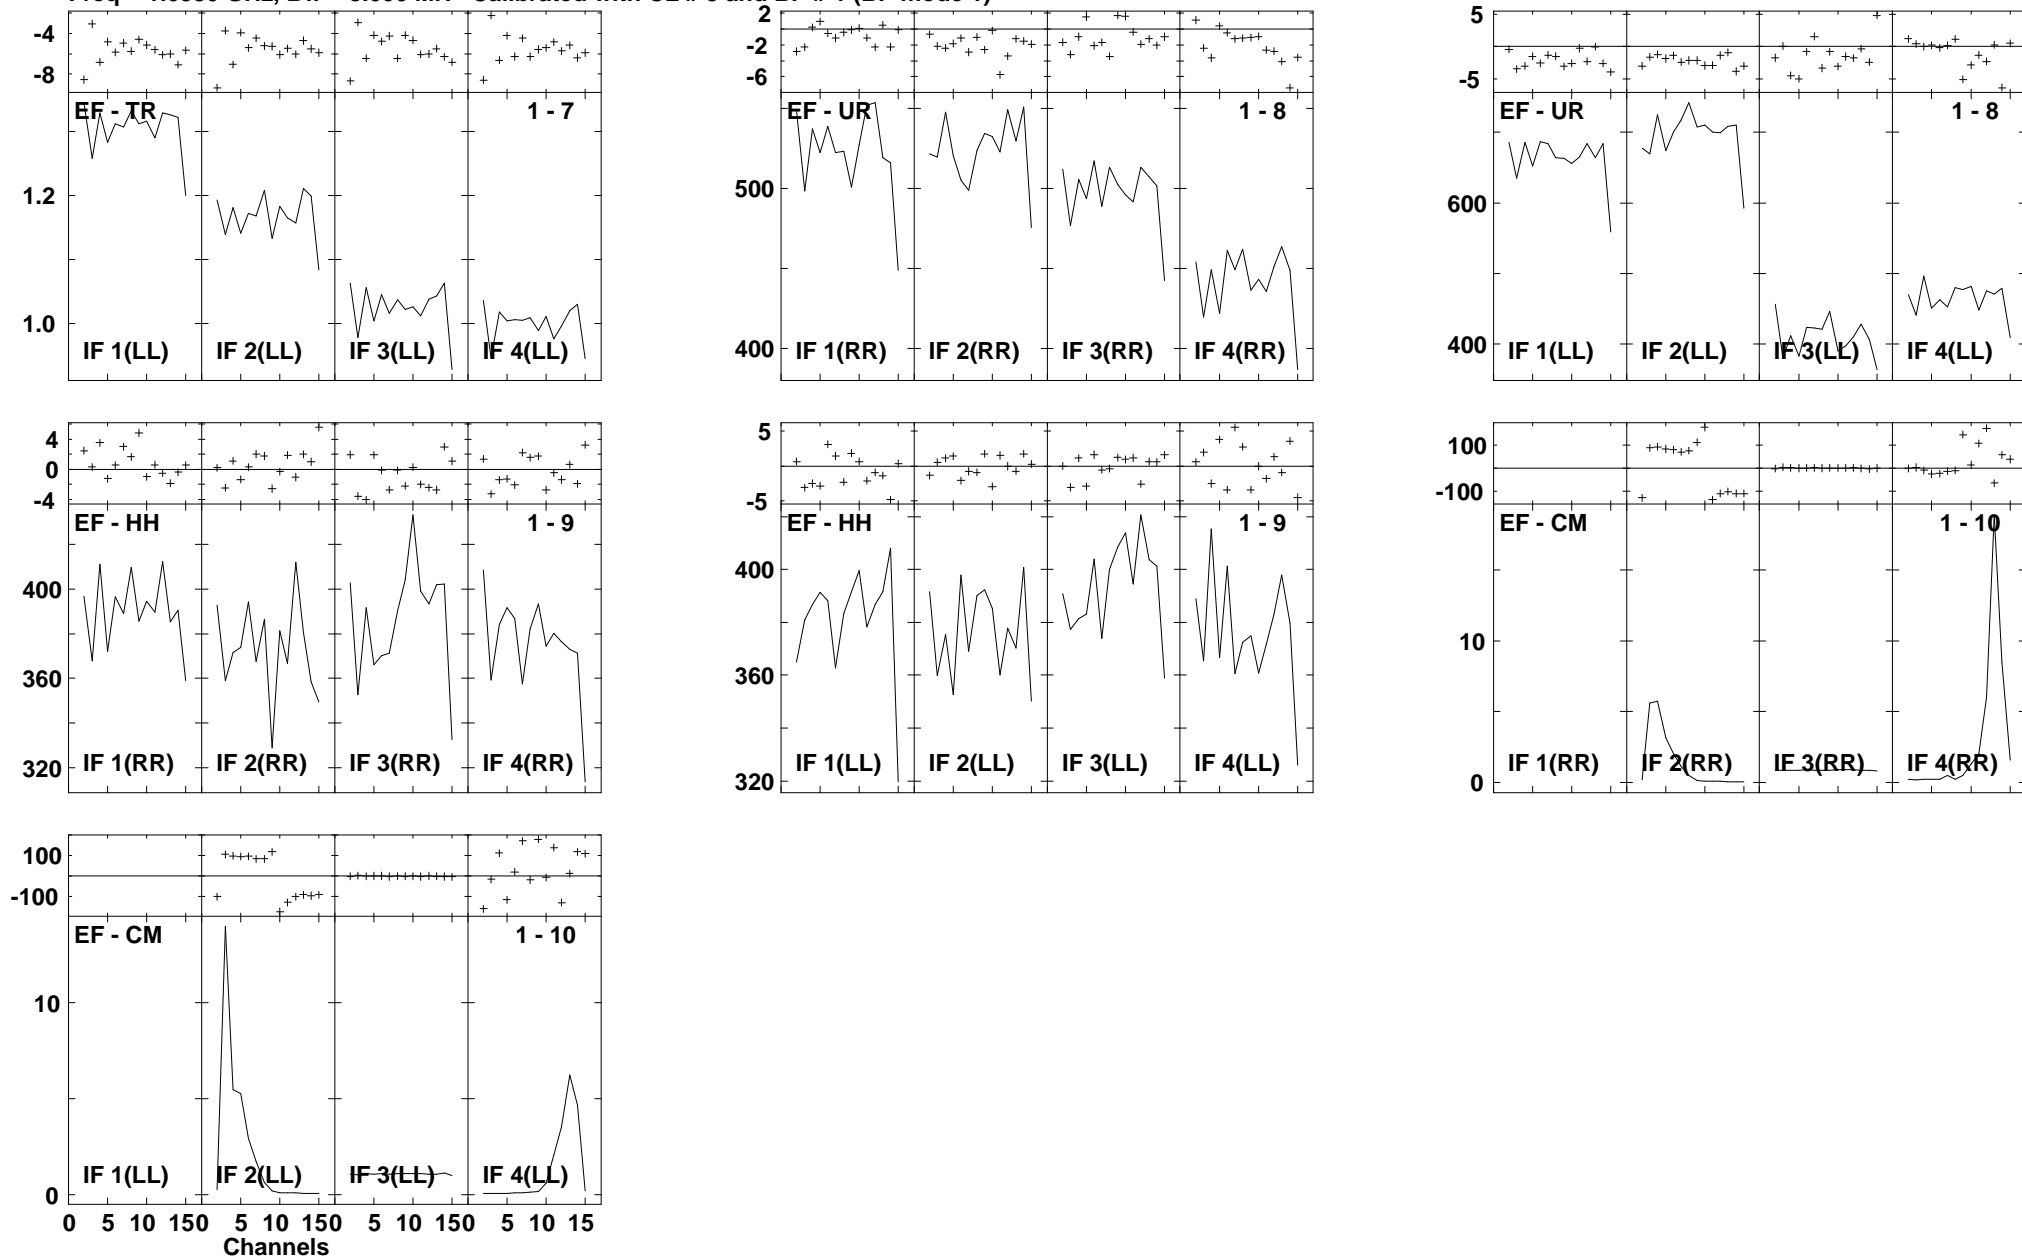 -4
-8
EF - TR
1 - 7
1.2
1.0
IF 1(LL)
IF 2(LL)
IF 3(LL)
IF 4(LL)
2
0
-2
-4
-6
EF - UR
1 - 8
500
400
IF 1(RR)
IF 2(RR)
IF 3(RR)
IF 4(RR)
5
0
-5
EF - UR
1 - 8
600
400
IF 1(LL)
IF 2(LL)
IF 3(LL)
IF 4(LL)
4
0
-4
EF - HH
1 - 9
400
360
320
IF 1(RR)
IF 2(RR)
IF 3(RR)
IF 4(RR)
5
0
-5
EF - HH
1 - 9
400
360
320
IF 1(LL)
IF 2(LL)
IF 3(LL)
IF 4(LL)
100
-100
EF - CM
1 - 10
10
0
IF 1(RR)
IF 2(RR)
IF 3(RR)
IF 4(RR)
100
-100
EF - CM
1 - 10
10
0
IF 1(LL)
IF 2(LL)
IF 3(LL)
IF 4(LL)
0 5 10 150 5 10 150 5 10 150 5 10 15
Channels